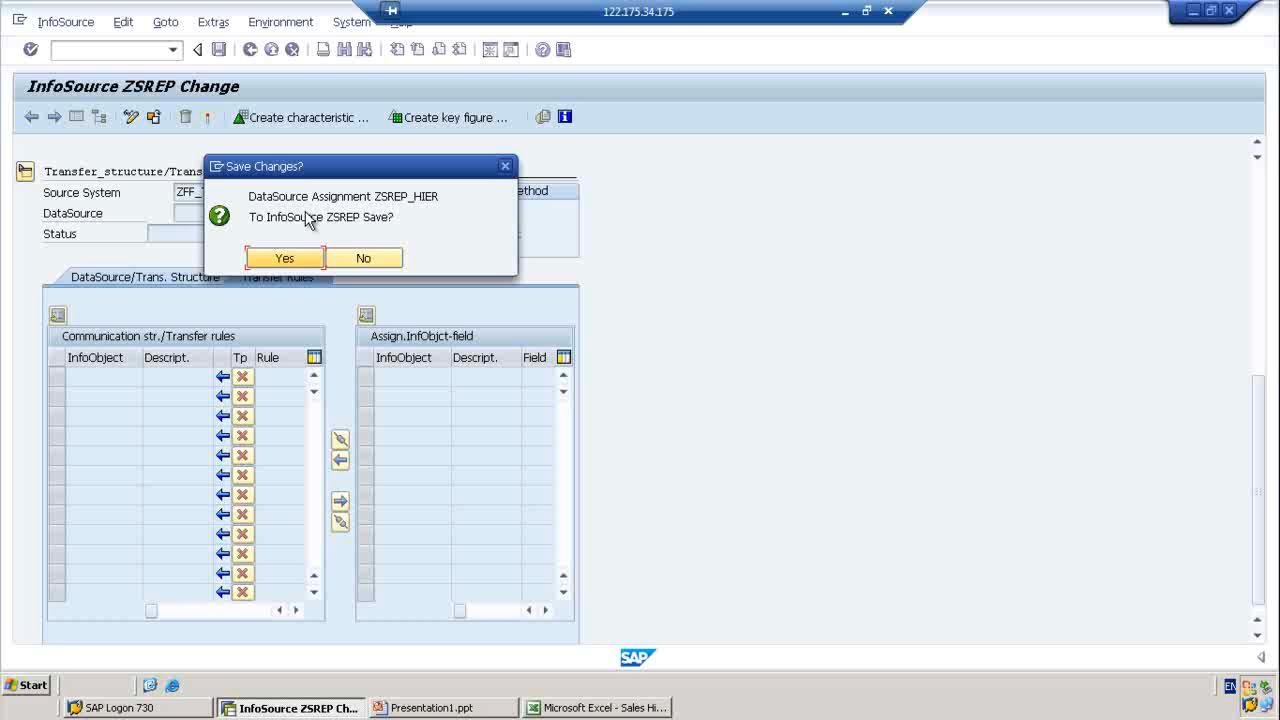 122.175.34.175
InfoSource Edit Goto Extras Environment System
InfoSource ZSREP Change
Create characteristic ... Create key figure ...
Save Changes?
DataSource Assignment ZSREP_HIER
To InfoSource ZSREP Save?
Yes No
Transfer_structure/Trans
Source System ZFF_
DataSource
Status
ethod
DataSource/Trans. Structure Transfer Rules
Communication str./Transfer rules Assign.InfObjct-field
InfoObject Descript. Tp Rule InfoObject Descript. Field
SAP
Start
EN
SAP Logon 730 InfoSource ZSREP Ch... Presentation1.ppt Microsoft Excel - Sales Hi...